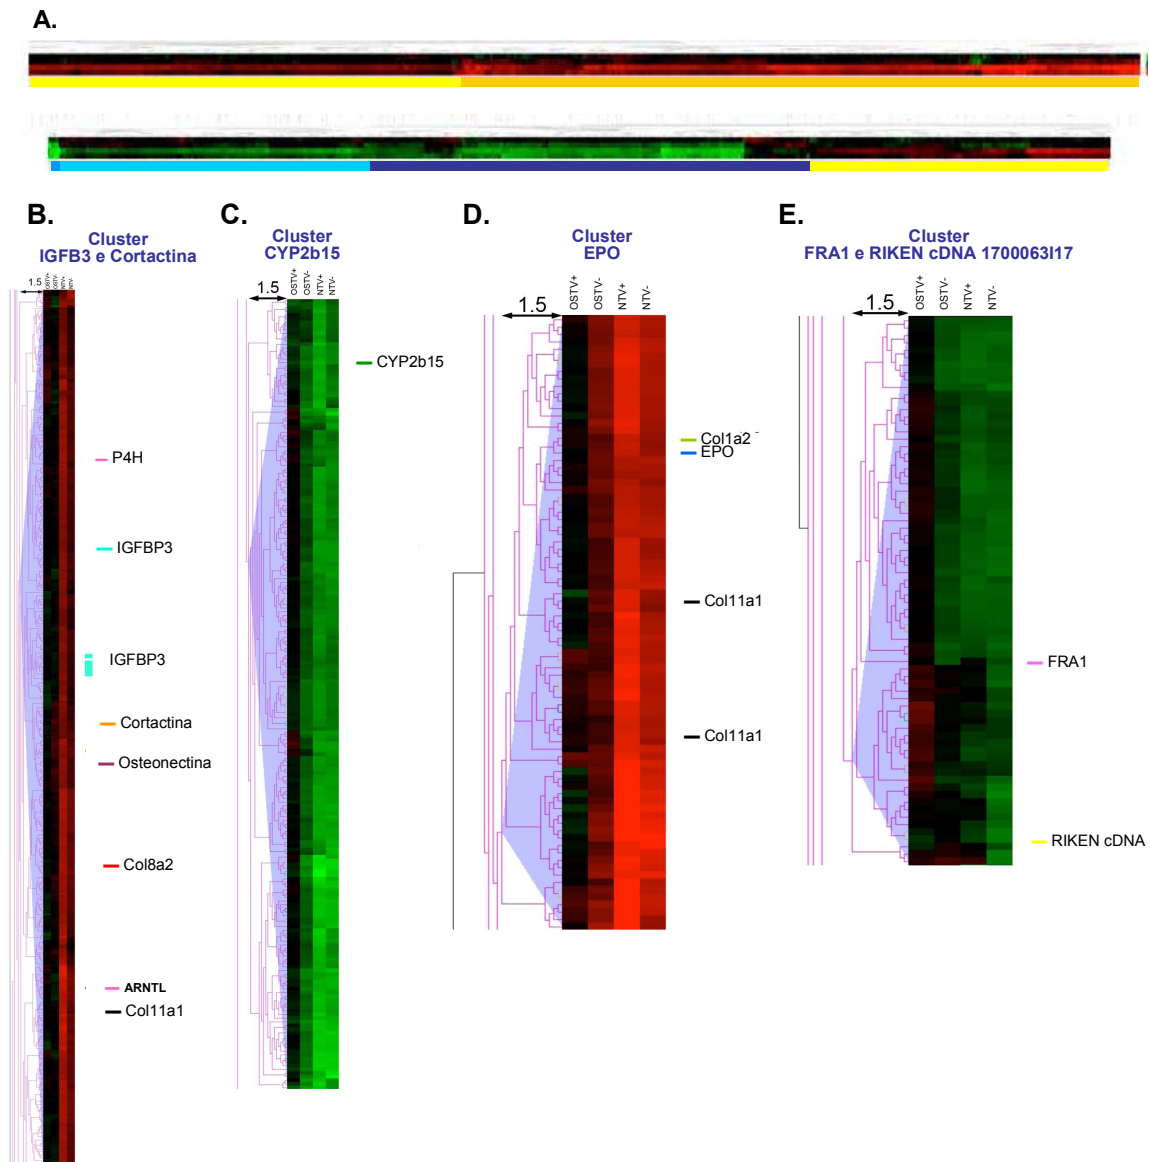 A.
B.
Cluster
IGFB3 e Cortactina
1.5
OSTV+
OSTV-
NTV+
NTV-
P4H
IGFBP3
IGFBP3
Cortactina
Osteonectina
Col8a2
ARNTL
Col11a1
C.
Cluster
CYP2b15
1.5
OSTV+
OSTV-
NTV+
NTV-
CYP2b15
D.
Cluster
EPO
1.5
OSTV+
OSTV-
NTV+
NTV-
Col1a2
EPO
Col11a1
Col11a1
E.
Cluster
FRA1 e RIKEN cDNA 1700063I17
1.5
OSTV+
OSTV-
NTV+
NTV-
FRA1
RIKEN cDNA